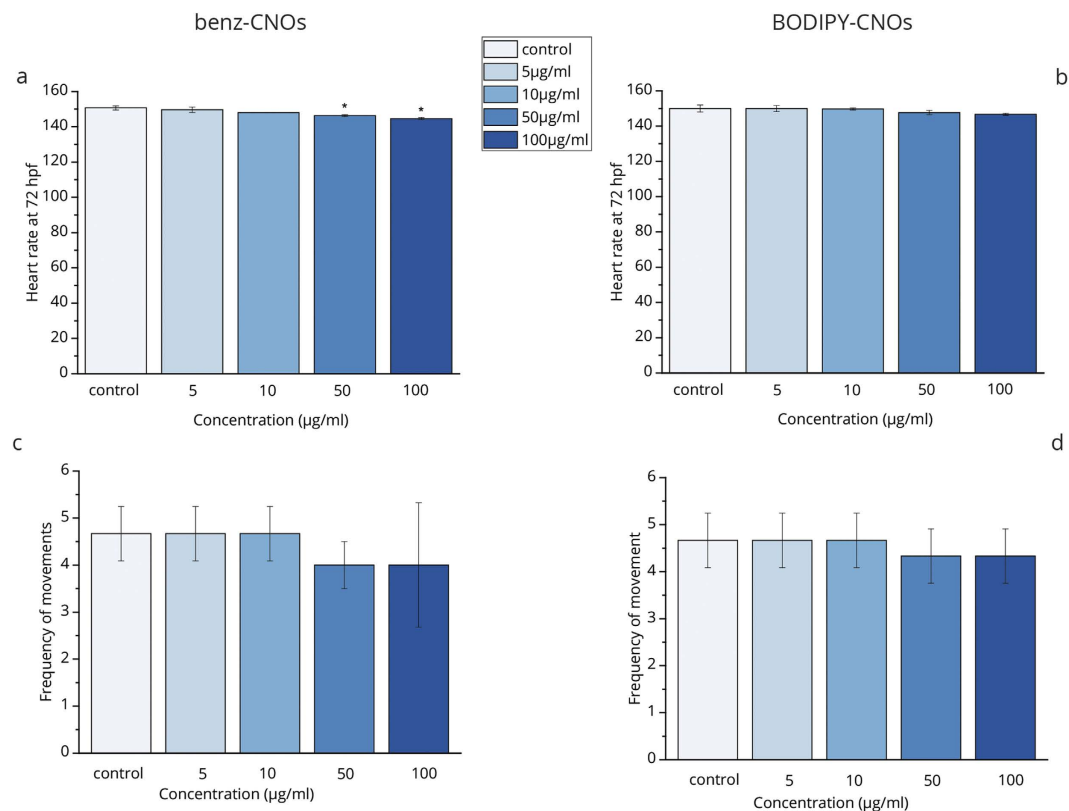 benz-CNOs
BODIPY-CNOs
control
5µg/ml
10µg/ml
50µg/ml
100µg/ml
a
160
140
120
100
80
60
40
20
0
Heart rate at 72 hpf
*
*
control 5 10 50 100
Concentration (µg/ml)
b
160
140
120
100
80
60
40
20
0
Heart rate at 72 hpf
control 5 10 50 100
Concentration (µg/ml)
c
6
5
4
3
2
1
0
Frequency of movements
control 5 10 50 100
Concentration (µg/ml)
d
6
5
4
3
2
1
0
Frequency of movement
control 5 10 50 100
Concentration (µg/ml)